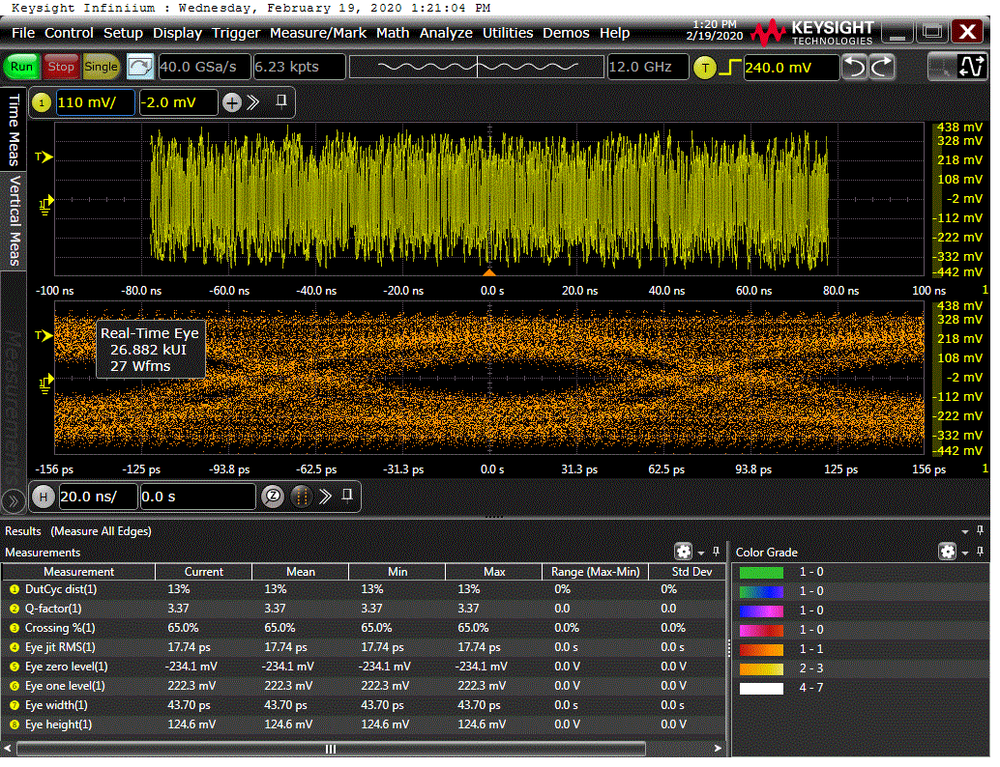 Keysight Infiniium : Wednesday, February 19, 2020 1:21:04 PM
File Control Setup Display Trigger Measure/Mark Math Analyze Utilities Demos Help
1:20 PM
2/19/2020
KEYSIGHT
TECHNOLOGIES
Run Stop Single 40.0 GSa/s 6.23 kpts 12.0 GHz T 240.0 mV
1 110 mV/ -2.0 mV
Time Meas
Vertical Meas
Measurements
T
1
438 mV
328 mV
218 mV
108 mV
-2 mV
-112 mV
-222 mV
-332 mV
-442 mV
-100 ns -80.0 ns -60.0 ns -40.0 ns -20.0 ns 0.0 s 20.0 ns 40.0 ns 60.0 ns 80.0 ns 100 ns 1
T
1
Real-Time Eye
26.882 kUI
27 Wfms
438 mV
328 mV
218 mV
108 mV
-2 mV
-112 mV
-222 mV
-332 mV
-442 mV
-156 ps -125 ps -93.8 ps -62.5 ps -31.3 ps 0.0 s 31.3 ps 62.5 ps 93.8 ps 125 ps 156 ps 1
H 20.0 ns/ 0.0 s Z
Results (Measure All Edges)
Measurements
Measurement Current Mean Min Max Range (Max-Min) Std Dev
1 DutCyc dist(1) 13% 13% 13% 13% 0% 0%
2 Q-factor(1) 3.37 3.37 3.37 3.37 0.0 0.0
3 Crossing %(1) 65.0% 65.0% 65.0% 65.0% 0.0% 0.0%
4 Eye jit RMS(1) 17.74 ps 17.74 ps 17.74 ps 17.74 ps 0.0 s 0.0 s
5 Eye zero level(1) -234.1 mV -234.1 mV -234.1 mV -234.1 mV 0.0 V 0.0 V
6 Eye one level(1) 222.3 mV 222.3 mV 222.3 mV 222.3 mV 0.0 V 0.0 V
7 Eye width(1) 43.70 ps 43.70 ps 43.70 ps 43.70 ps 0.0 s 0.0 s
8 Eye height(1) 124.6 mV 124.6 mV 124.6 mV 124.6 mV 0.0 V 0.0 V
Color Grade
1 - 0
1 - 0
1 - 0
1 - 0
1 - 1
2 - 3
4 - 7